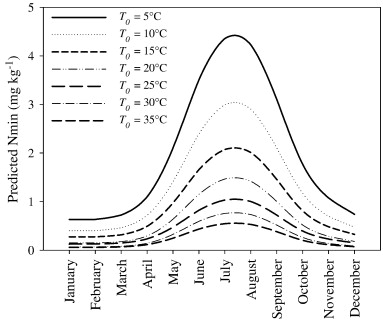 5
4
3
2
1
0
Predicted Nmin (mg kg-1)
T0 = 5°C
T0 = 10°C
T0 = 15°C
T0 = 20°C
T0 = 25°C
T0 = 30°C
T0 = 35°C
January
February
March
April
May
June
July
August
September
October
November
December